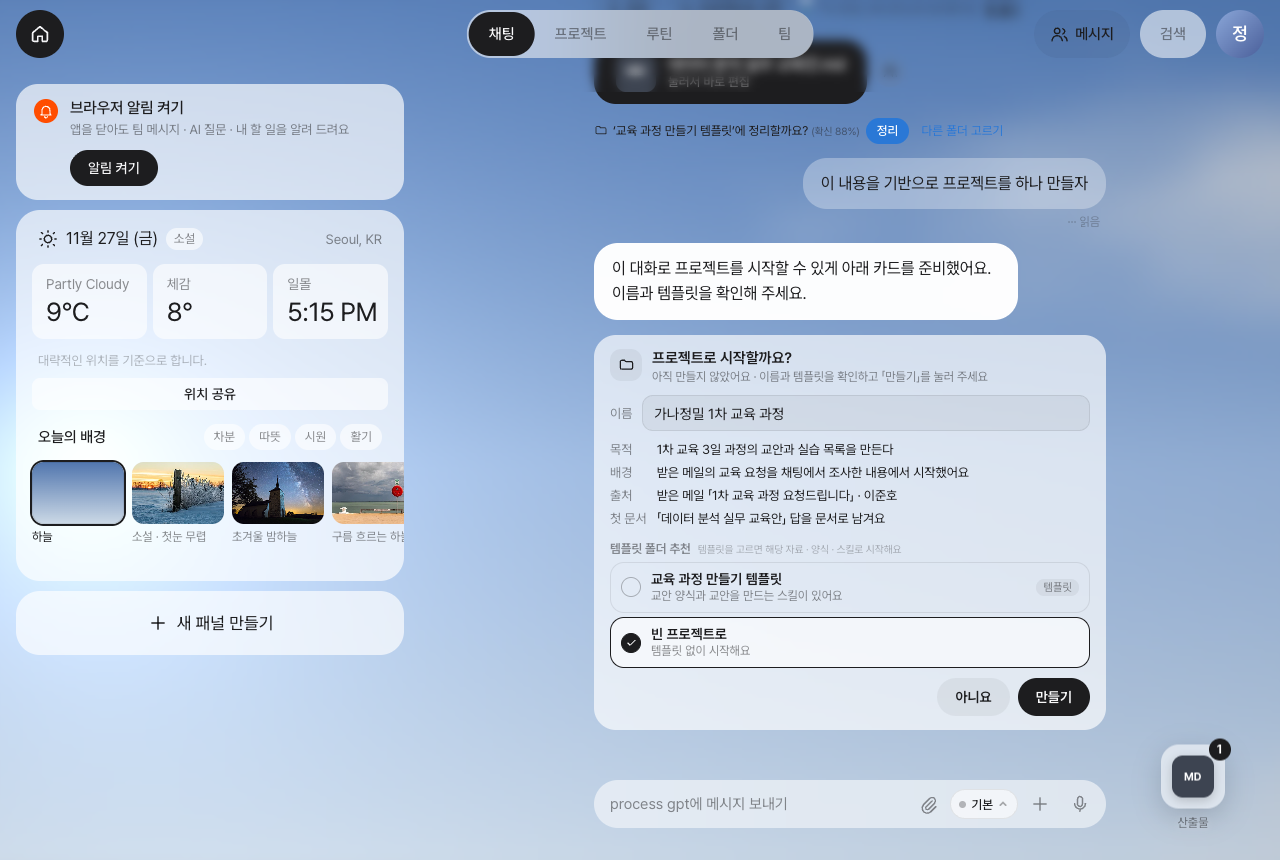 채팅
프로젝트
루틴
폴더
팀
메시지
검색
정
브라우저 알림 켜기
앱을 닫아도 팀 메시지 · AI 질문 · 내 할 일을 알려 드려요
알림 켜기
11월 27일 (금) 소설
Seoul, KR
Partly Cloudy
9°C
체감
8°
일몰
5:15 PM
대략적인 위치를 기준으로 합니다.
위치 공유
오늘의 배경
차분
따뜻
시원
활기
하늘
소설 · 첫눈 무렵
초겨울 밤하늘
구름 흐르는 하늘
새 패널 만들기
눌러서 바로 편집
'교육 과정 만들기 템플릿'에 정리할까요? (확신 88%) 정리 다른 폴더 고르기
이 내용을 기반으로 프로젝트를 하나 만들자
··· 읽음
이 대화로 프로젝트를 시작할 수 있게 아래 카드를 준비했어요.
이름과 템플릿을 확인해 주세요.
프로젝트로 시작할까요?
아직 만들지 않았어요 · 이름과 템플릿을 확인하고 「만들기」를 눌러 주세요
이름 가나정밀 1차 교육 과정
목적 1차 교육 3일 과정의 교안과 실습 목록을 만든다
배경 받은 메일의 교육 요청을 채팅에서 조사한 내용에서 시작했어요
출처 받은 메일 「1차 교육 과정 요청드립니다」 · 이준호
첫 문서 「데이터 분석 실무 교육안」 답을 문서로 남겨요
템플릿 폴더 추천 템플릿을 고르면 해당 자료 · 양식 · 스킬로 시작해요
교육 과정 만들기 템플릿
교안 양식과 교안을 만드는 스킬이 있어요
템플릿
빈 프로젝트로
템플릿 없이 시작해요
아니요
만들기
process gpt에 메시지 보내기
기본
1
MD
산출물